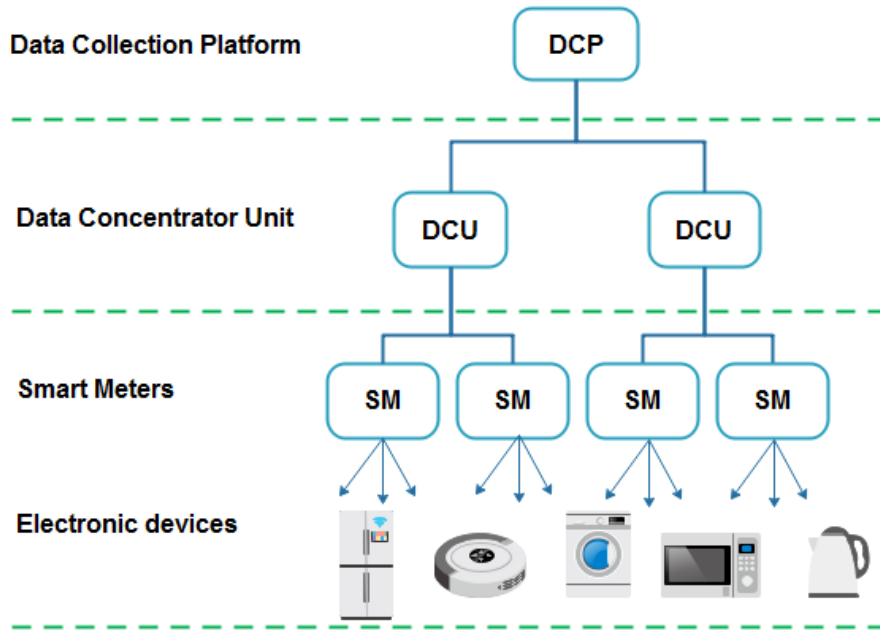 Data Collection Platform
DCP
Data Concentrator Unit
DCU
DCU
Smart Meters
SM
SM
SM
SM
Electronic devices